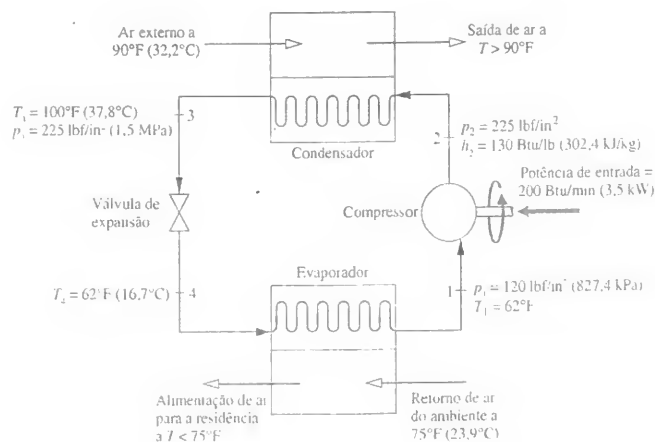 Ar externo a
90°F (32,2°C)
Saída de ar a
T > 90°F
T₃ = 100°F (37,8°C)
p₃ = 225 lbf/in² (1,5 MPa)
3
Condensador
2
p₂ = 225 lbf/in²
h₂ = 130 Btu/lb (302,4 kJ/kg)
Potência de entrada =
200 Btu/min (3,5 kW)
Compressor
Válvula de
expansão
T₄ = 62°F (16,7°C)
4
Evaporador
1
p₁ = 120 lbf/in² (827,4 kPa)
T₁ = 62°F
Alimentação de ar
para a residência
a T < 75°F
Retorno de ar
do ambiente a
75°F (23,9°C)